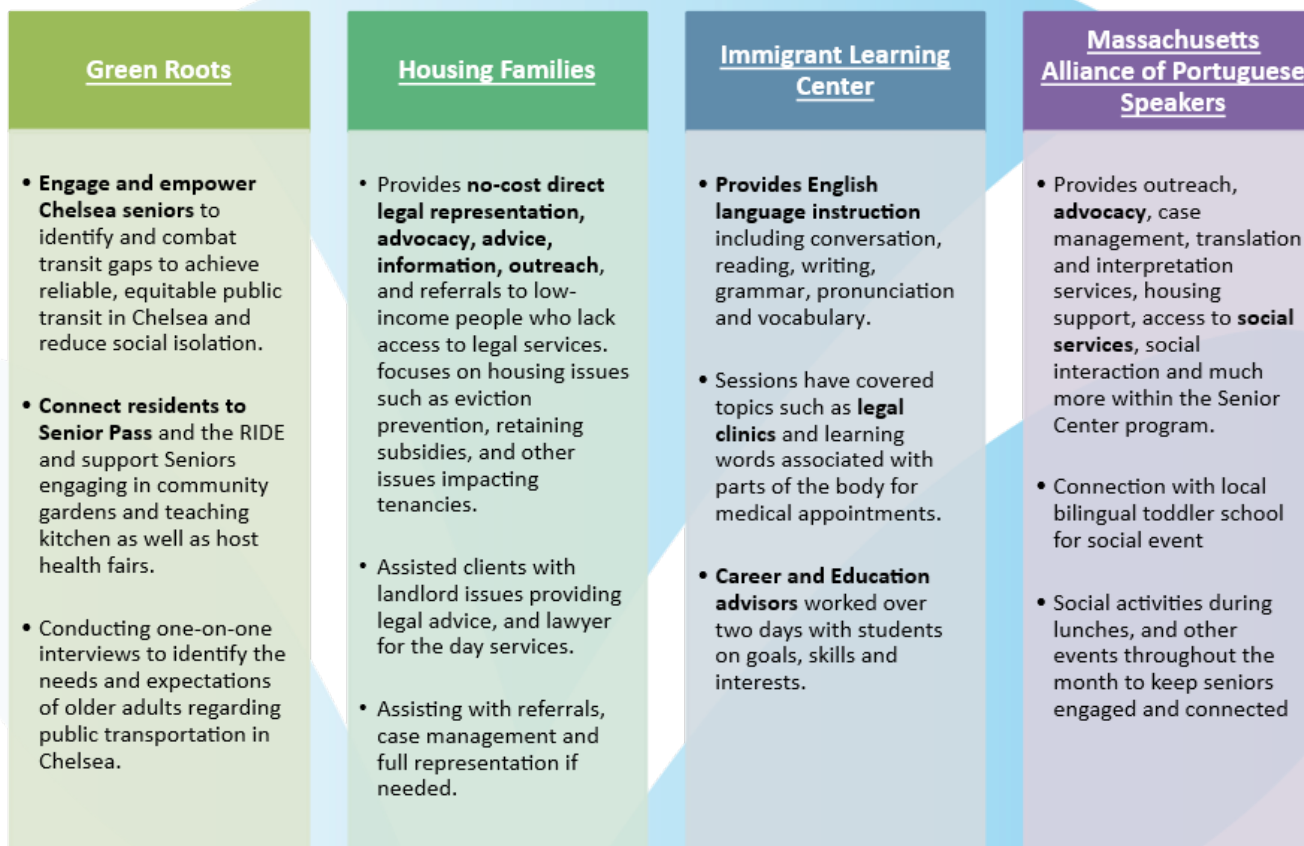 Green Roots
• Engage and empower
Chelsea seniors to
identify and combat
transit gaps to achieve
reliable, equitable public
transit in Chelsea and
reduce social isolation.
• Connect residents to
Senior Pass and the RIDE
and support Seniors
engaging in community
gardens and teaching
kitchen as well as host
health fairs.
• Conducting one-on-one
interviews to identify the
needs and expectations
of older adults regarding
public transportation in
Chelsea.
Housing Families
• Provides no-cost direct
legal representation,
advocacy, advice,
information, outreach,
and referrals to low-
income people who lack
access to legal services.
focuses on housing issues
such as eviction
prevention, retaining
subsidies, and other
issues impacting
tenancies.
• Assisted clients with
landlord issues providing
legal advice, and lawyer
for the day services.
• Assisting with referrals,
case management and
full representation if
needed.
Immigrant Learning
Center
• Provides English
language instruction
including conversation,
reading, writing,
grammar, pronunciation
and vocabulary.
• Sessions have covered
topics such as legal
clinics and learning
words associated with
parts of the body for
medical appointments.
• Career and Education
advisors worked over
two days with students
on goals, skills and
interests.
Massachusetts
Alliance of Portuguese
Speakers
• Provides outreach,
advocacy, case
management, translation
and interpretation
services, housing
support, access to social
services, social
interaction and much
more within the Senior
Center program.
• Connection with local
bilingual toddler school
for social event
• Social activities during
lunches, and other
events throughout the
month to keep seniors
engaged and connected